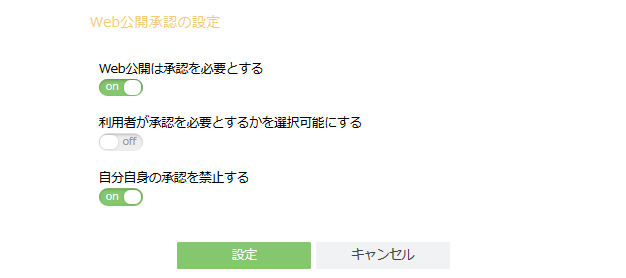 Web公開承認の設定
Web公開は承認を必要とする
on
利用者が承認を必要とするかを選択可能にする
off
自分自身の承認を禁止する
on
設定 キャンセル